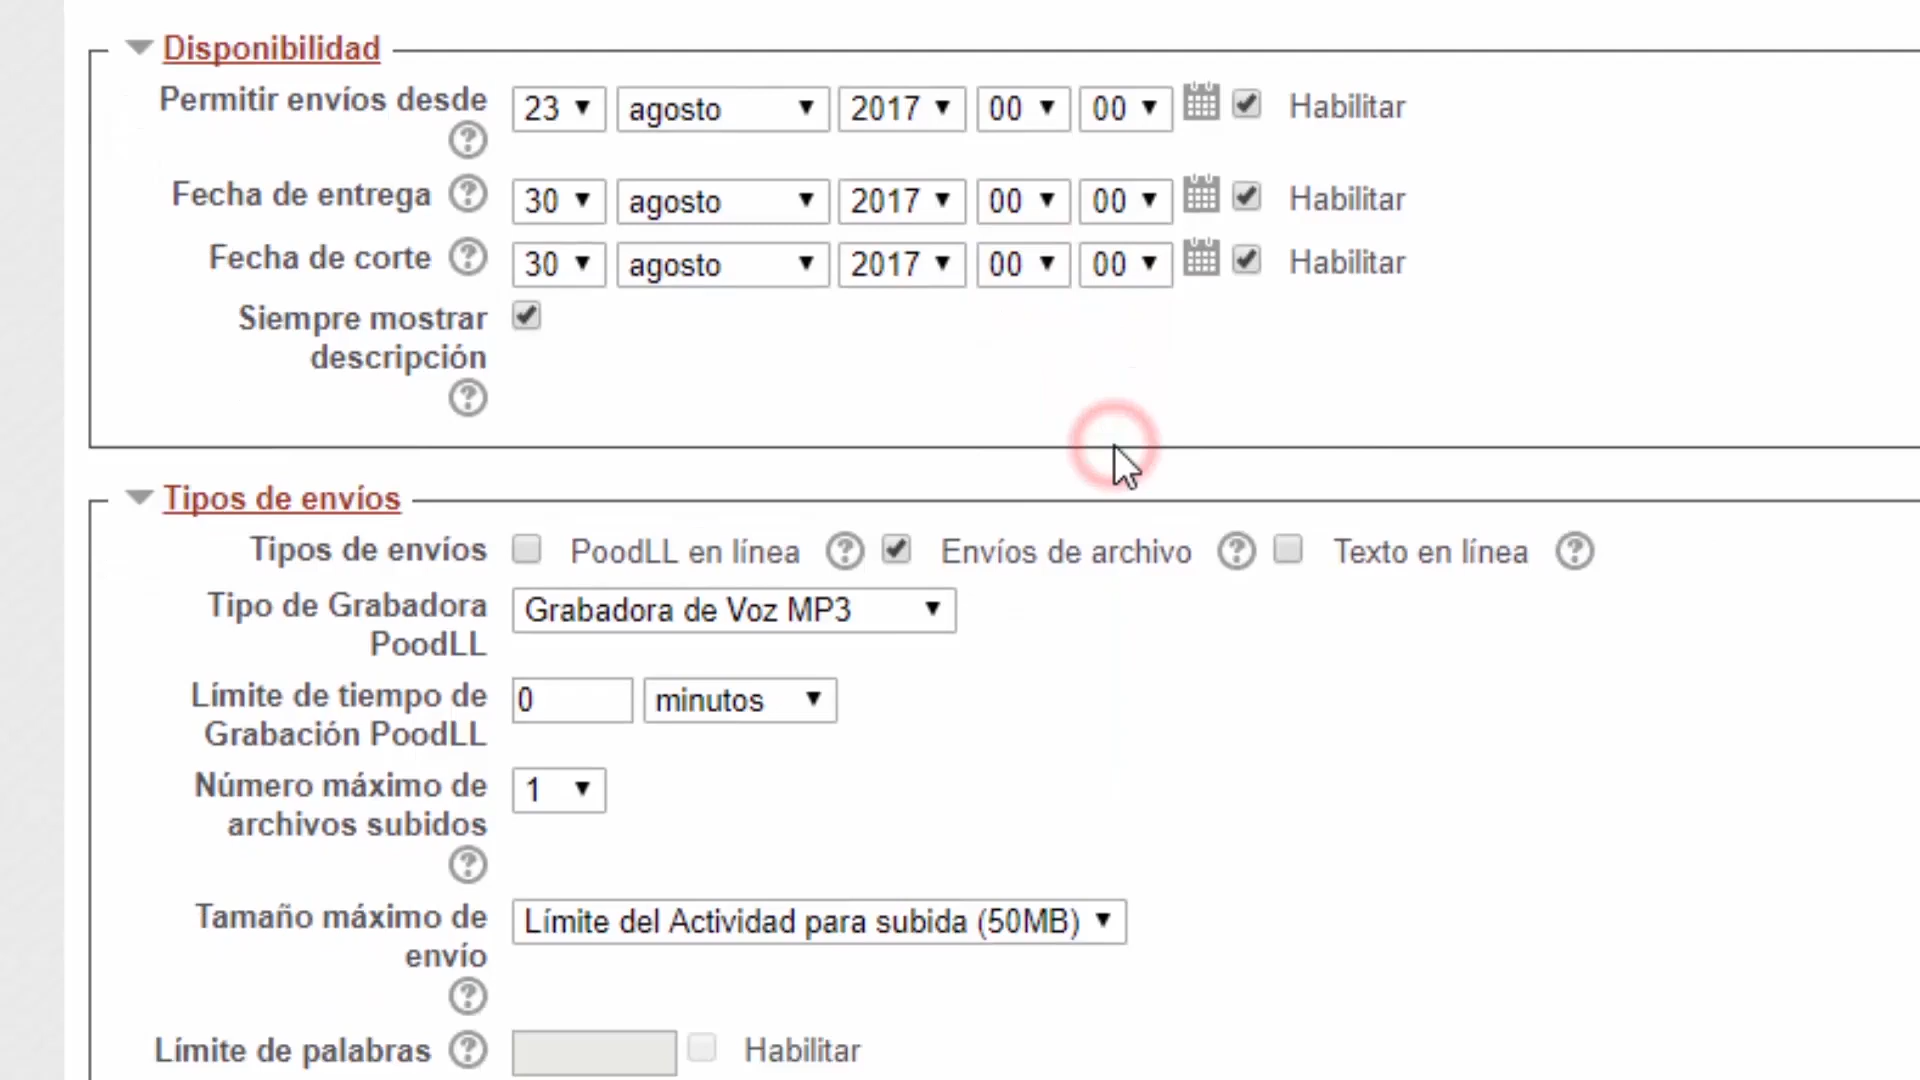 Disponibilidad
Permitir envíos desde 23 agosto 2017 00 00 Habilitar
Fecha de entrega 30 agosto 2017 00 00 Habilitar
Fecha de corte 30 agosto 2017 00 00 Habilitar
Siempre mostrar
descripción
Tipos de envíos
Tipos de envíos PoodLL en línea Envíos de archivo Texto en línea
Tipo de Grabadora
PoodLL
Grabadora de Voz MP3
Límite de tiempo de
Grabación PoodLL
0 minutos
Número máximo de
archivos subidos
1
Tamaño máximo de
envío
Límite del Actividad para subida (50MB)
Límite de palabras Habilitar